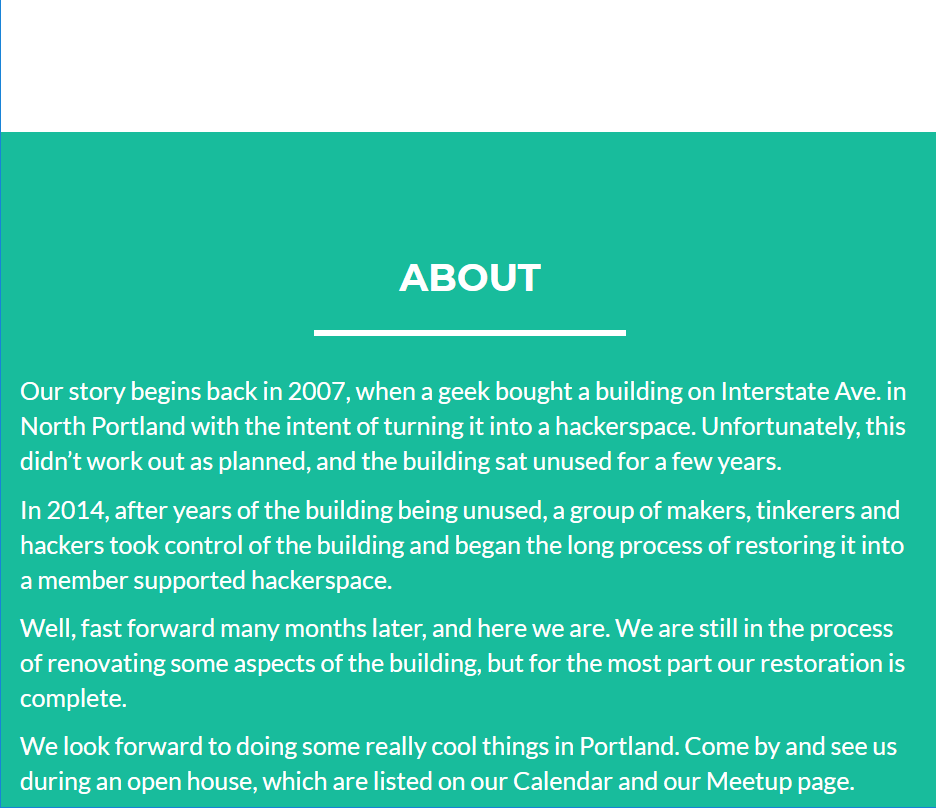 ABOUT
Our story begins back in 2007, when a geek bought a building on Interstate Ave. in
North Portland with the intent of turning it into a hackerspace. Unfortunately, this
didn’t work out as planned, and the building sat unused for a few years.
In 2014, after years of the building being unused, a group of makers, tinkerers and
hackers took control of the building and began the long process of restoring it into
a member supported hackerspace.
Well, fast forward many months later, and here we are. We are still in the process
of renovating some aspects of the building, but for the most part our restoration is
complete.
We look forward to doing some really cool things in Portland. Come by and see us
during an open house, which are listed on our Calendar and our Meetup page.